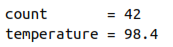 count       = 42
temperature = 98.4